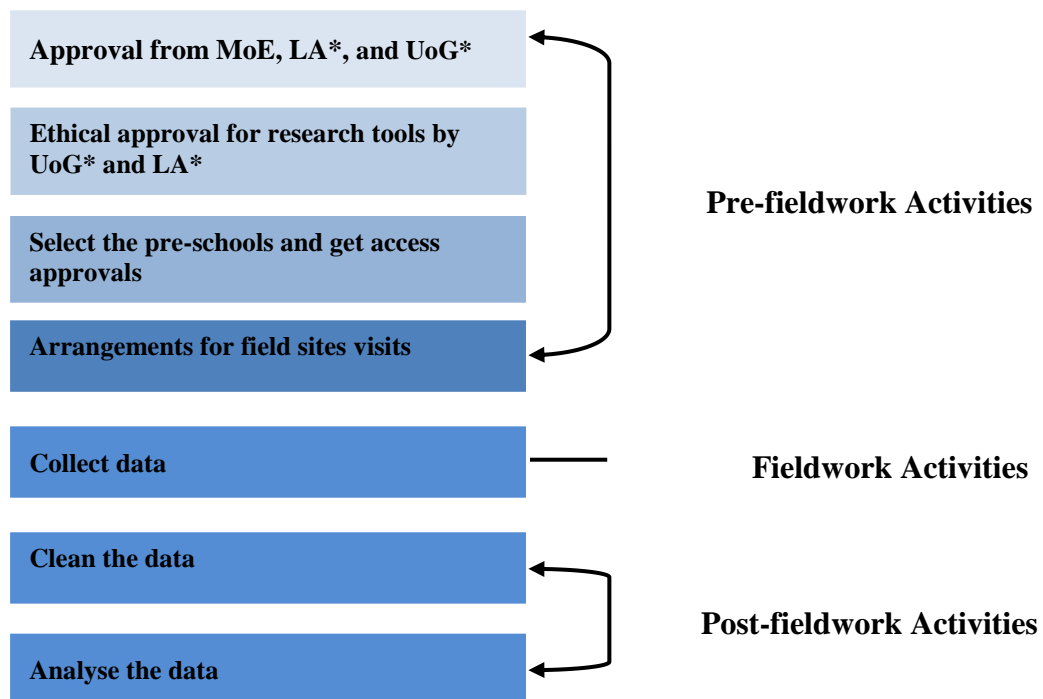 Approval from MoE, LA*, and UoG*
Ethical approval for research tools by
UoG* and LA*
Pre-fieldwork Activities
Select the pre-schools and get access
approvals
Arrangements for field sites visits
Collect data
Fieldwork Activities
Clean the data
Post-fieldwork Activities
Analyse the data